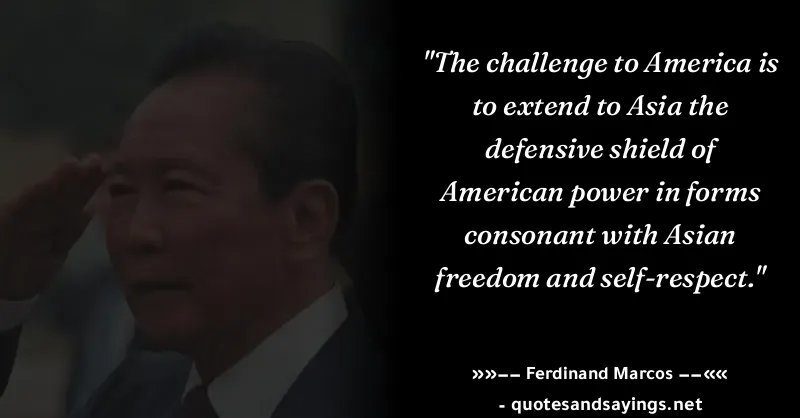 "The challenge to America is
to extend to Asia the
defensive shield of
American power in forms
consonant with Asian
freedom and self-respect."
»»−− Ferdinand Marcos −−««
- quotesandsayings.net